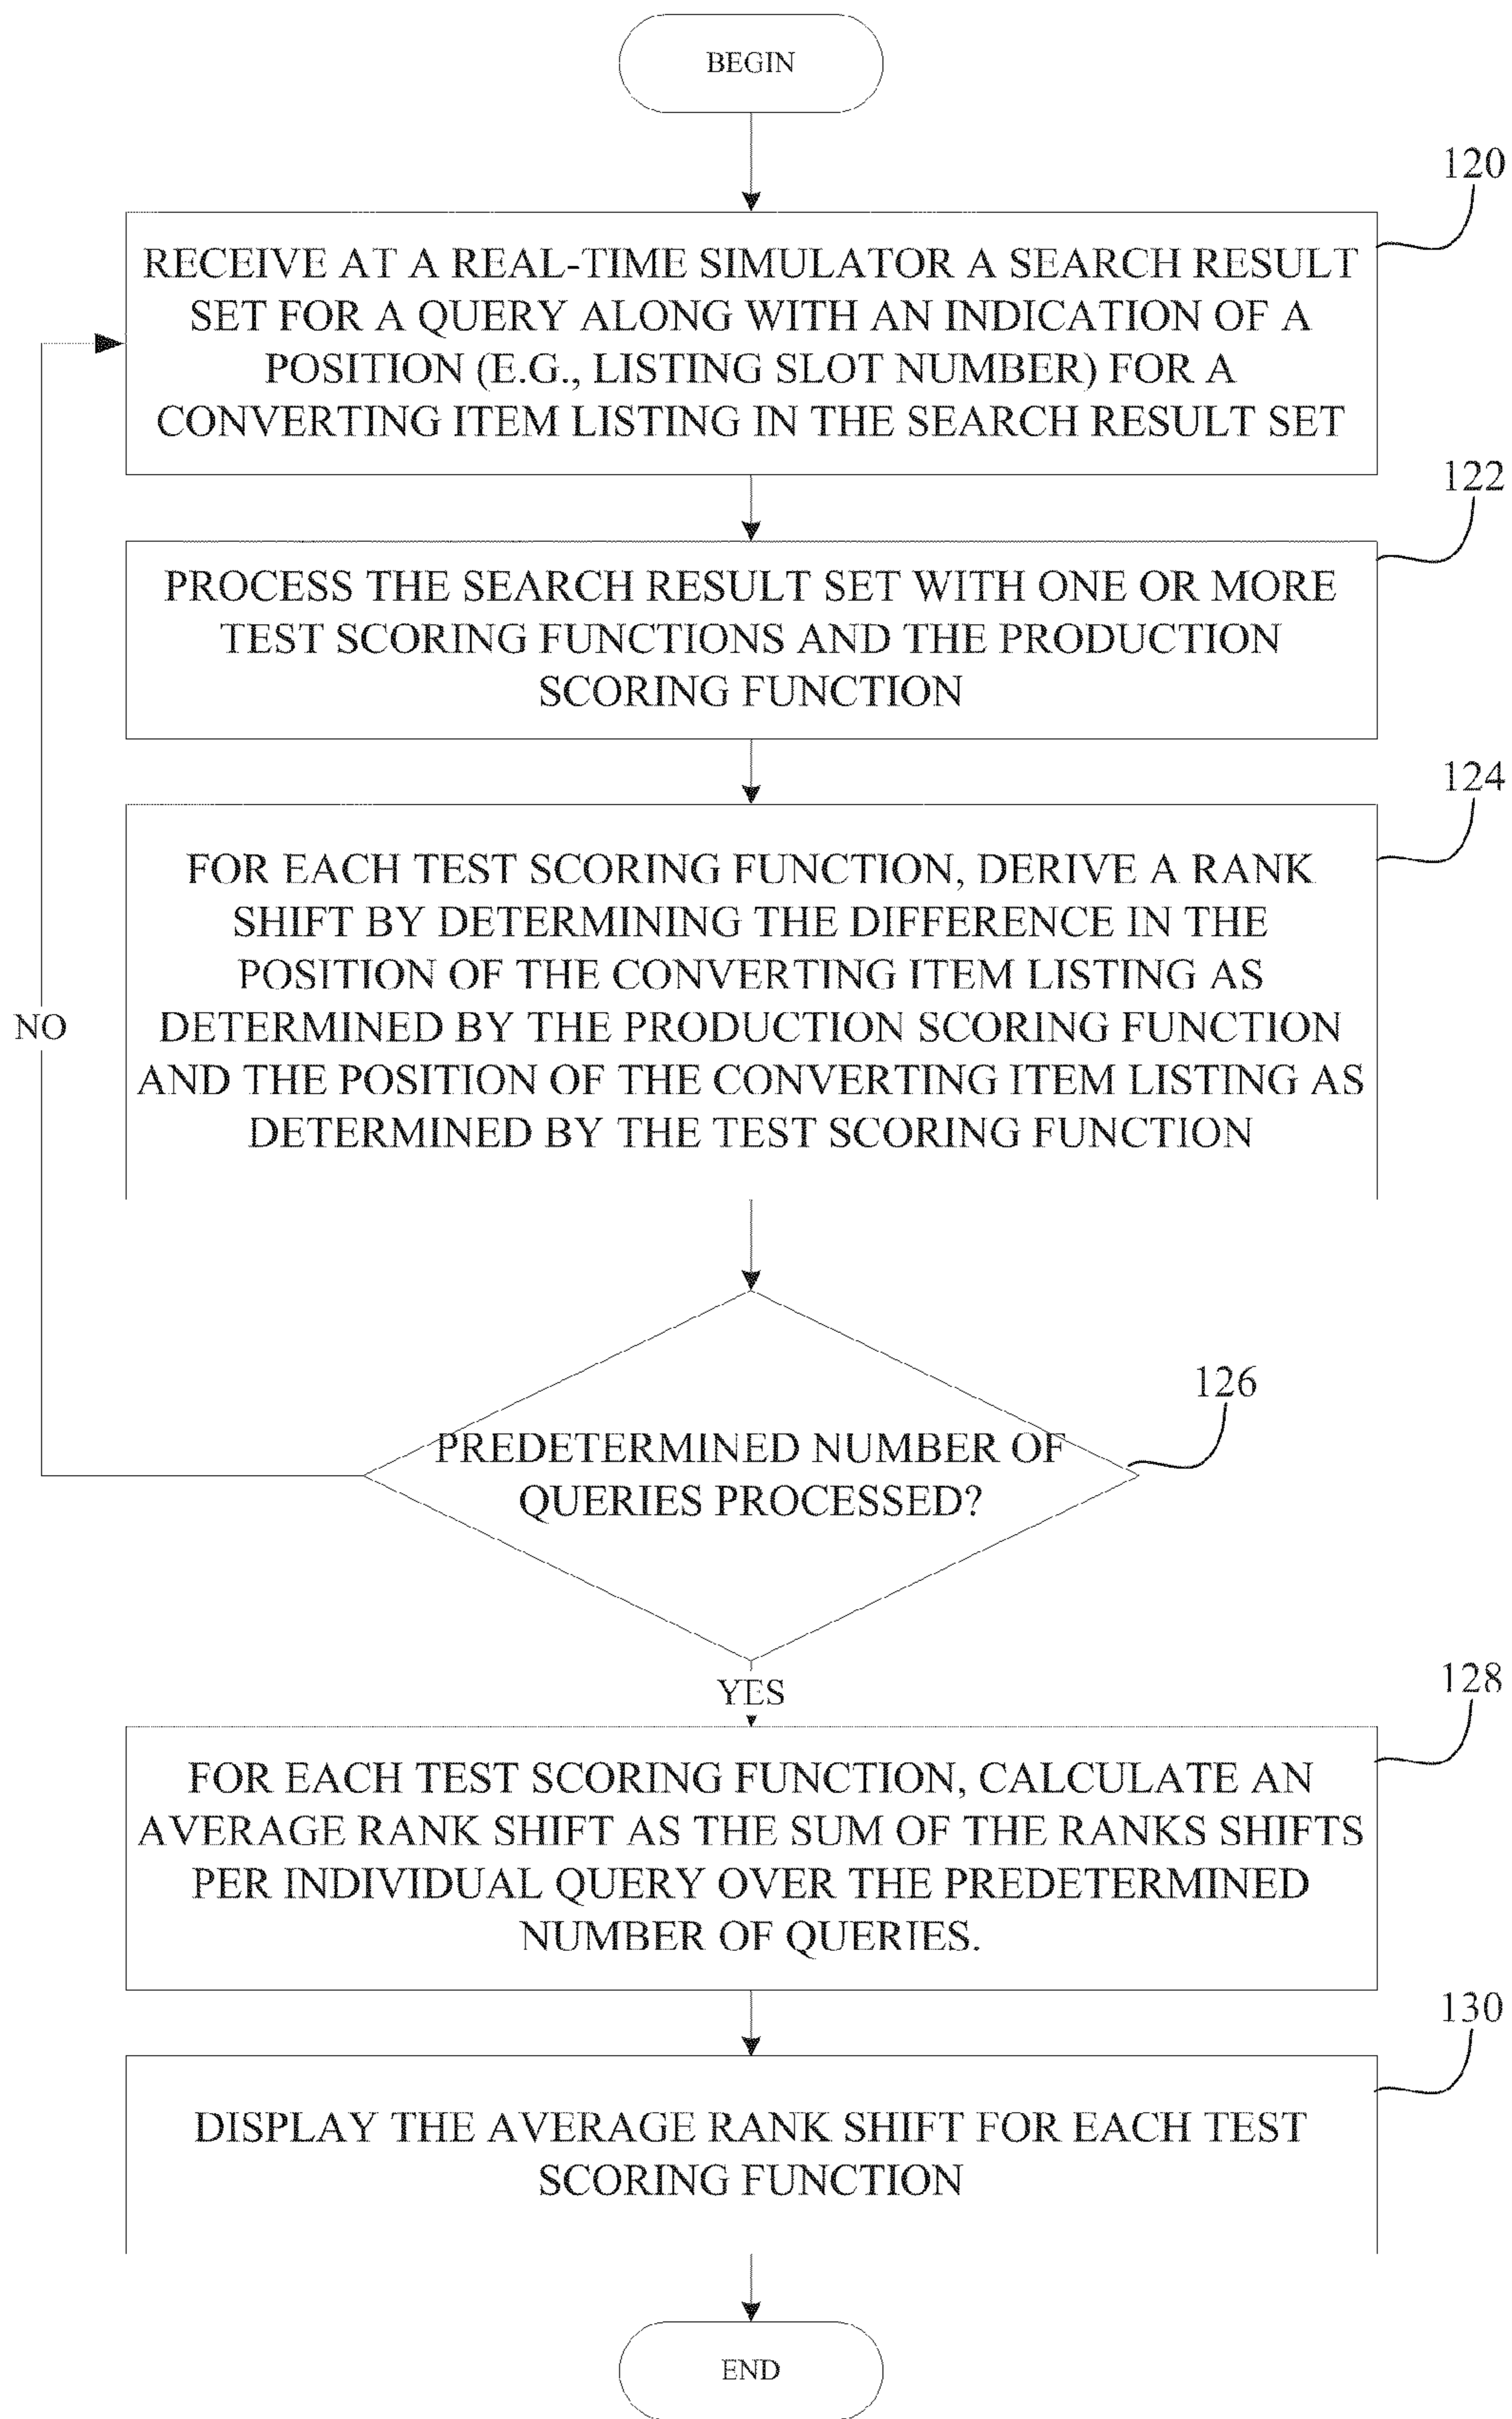 BEGIN
120
RECEIVE AT A REAL-TIME SIMULATOR A SEARCH RESULT
SET FOR A QUERY ALONG WITH AN INDICATION OF A
POSITION (E.G., LISTING SLOT NUMBER) FOR A
CONVERTING ITEM LISTING IN THE SEARCH RESULT SET
122
PROCESS THE SEARCH RESULT SET WITH ONE OR MORE
TEST SCORING FUNCTIONS AND THE PRODUCTION
SCORING FUNCTION
124
FOR EACH TEST SCORING FUNCTION, DERIVE A RANK
SHIFT BY DETERMINING THE DIFFERENCE IN THE
POSITION OF THE CONVERTING ITEM LISTING AS
DETERMINED BY THE PRODUCTION SCORING FUNCTION
AND THE POSITION OF THE CONVERTING ITEM LISTING AS
DETERMINED BY THE TEST SCORING FUNCTION
NO
126
PREDETERMINED NUMBER OF
QUERIES PROCESSED?
YES
128
FOR EACH TEST SCORING FUNCTION, CALCULATE AN
AVERAGE RANK SHIFT AS THE SUM OF THE RANKS SHIFTS
PER INDIVIDUAL QUERY OVER THE PREDETERMINED
NUMBER OF QUERIES.
130
DISPLAY THE AVERAGE RANK SHIFT FOR EACH TEST
SCORING FUNCTION
END